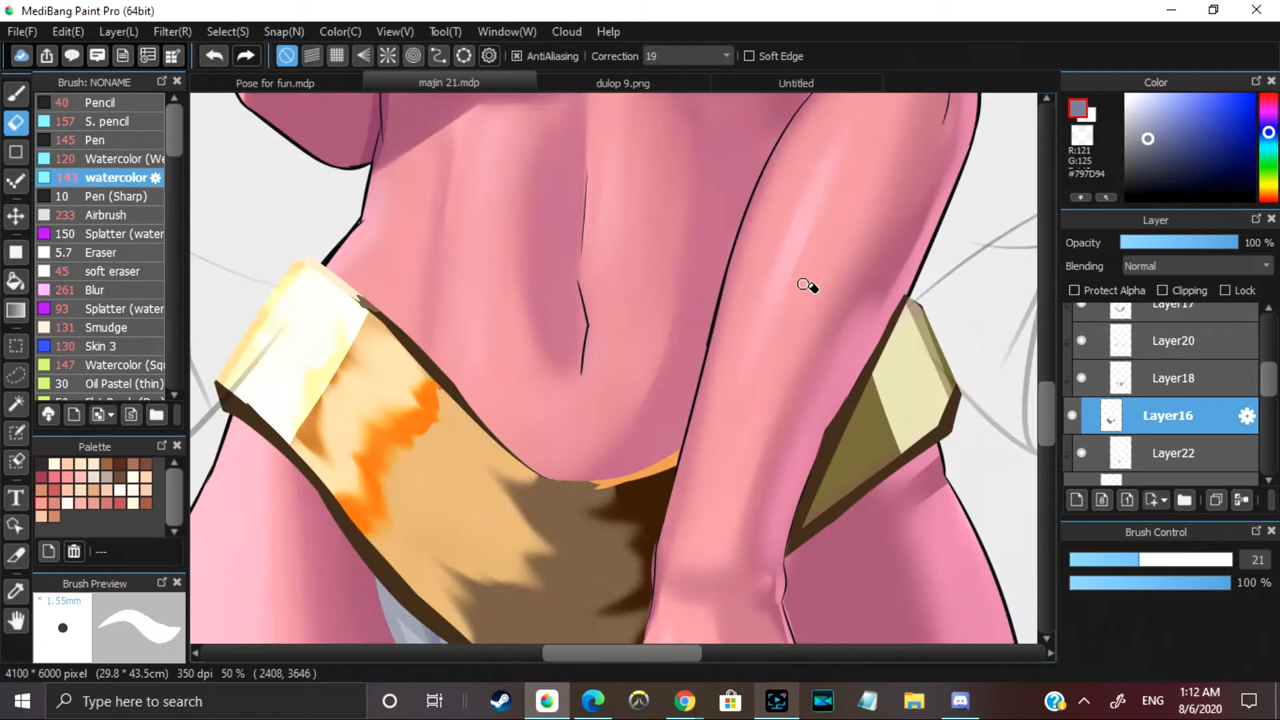 MediBang Paint Pro (64bit)
File(F) Edit(E) Layer(L) Filter(R) Select(S) Snap(N) Color(C) View(V) Tool(T) Window(W) Cloud Help
AntiAliasing Correction 19 Soft Edge
Brush: NONAME
Pose for fun.mdp majin 21.mdp dulop 9.png Untitled
Color
40 Pencil
157 S. pencil
145 Pen
120 Watercolor (We
143 watercolor
10 Pen (Sharp)
233 Airbrush
150 Splatter (water
5.7 Eraser
45 soft eraser
261 Blur
93 Splatter (water
131 Smudge
130 Skin 3
147 Watercolor (Squ
30 Oil Pastel (thin)
R:121
G:125
#797D94
Layer
Opacity 100 %
Blending Normal
Protect Alpha Clipping Lock
Layer17
Layer20
Layer18
Layer16
Layer22
Palette
---
Brush Control
21
100 %
Brush Preview
1.55mm
4100 * 6000 pixel (29.8 * 43.5cm) 350 dpi 50 % ( 2408, 3646 )
Type here to search
ENG
1:12 AM
8/6/2020